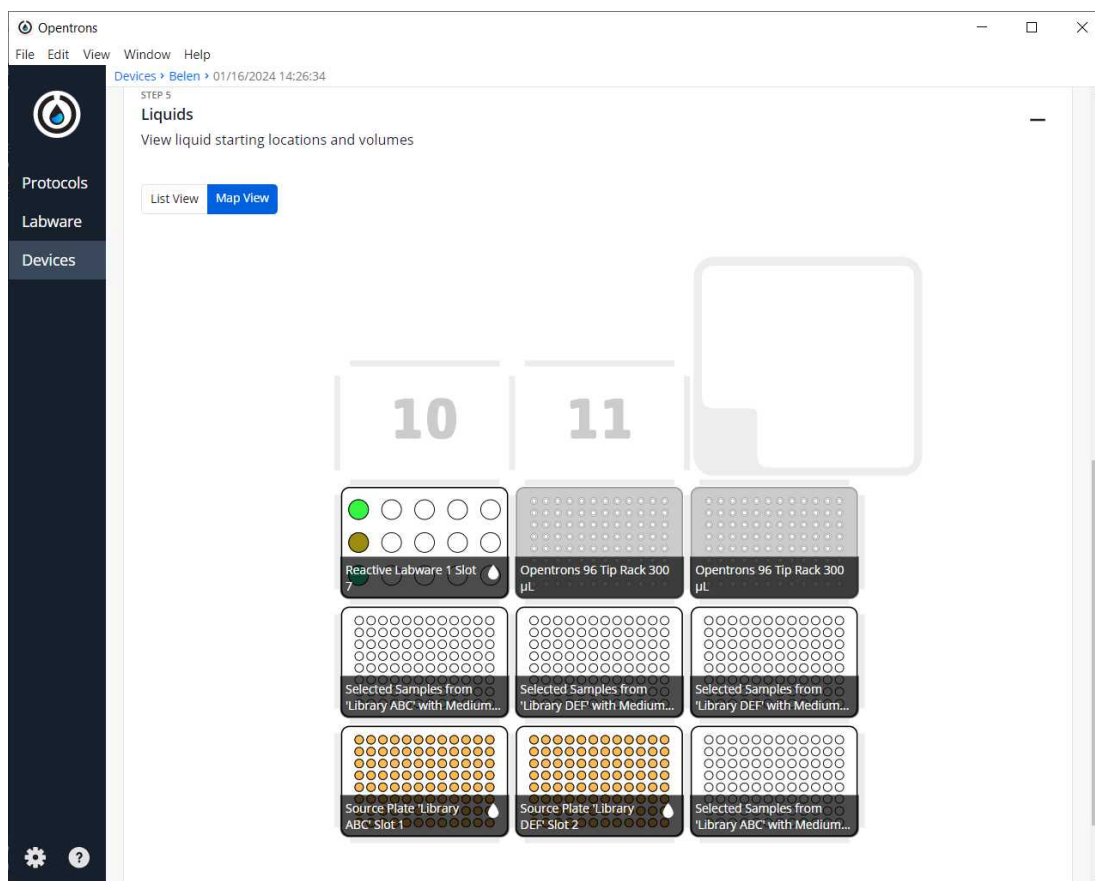 Opentrons
File Edit View Window Help
Devices › Belen › 01/16/2024 14:26:34
STEP 5
Liquids
View liquid starting locations and volumes
Protocols
Labware
Devices
List View
Map View
10
11
Reactive Labware 1 Slot
7
Opentrons 96 Tip Rack 300
µL
Opentrons 96 Tip Rack 300
µL
Selected Samples from
'Library ABC' with Medium...
Selected Samples from
'Library DEF' with Medium...
Selected Samples from
'Library DEF' with Medium...
Source Plate 'Library
ABC' Slot 1
Source Plate 'Library
DEF' Slot 2
Selected Samples from
'Library ABC' with Medium...